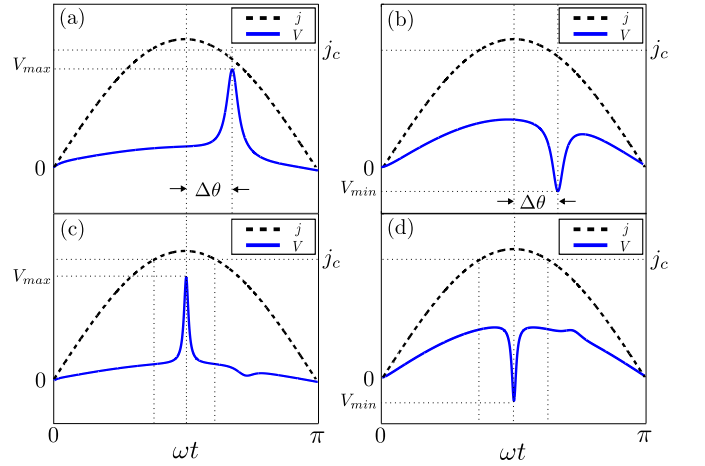 (a)
j
V
j_c
V_max
0
Δθ
(b)
j
V
j_c
0
V_min
Δθ
(c)
j
V
j_c
V_max
0
0
ωt
π
(d)
j
V
j_c
0
V_min
0
ωt
π